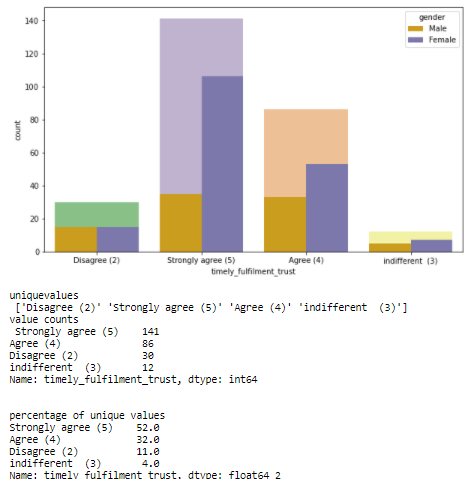 gender
Male
Female
140
120
100
80
60
40
20
0
count
Disagree (2) Strongly agree (5) Agree (4) indifferent (3)
timely_fulfilment_trust
uniquevalues
['Disagree (2)' 'Strongly agree (5)' 'Agree (4)' 'indifferent  (3)']
value counts
Strongly agree (5)    141
Agree (4)    86
Disagree (2)    30
indifferent  (3)    12
Name: timely_fulfilment_trust, dtype: int64
percentage of unique values
Strongly agree (5)    52.0
Agree (4)    32.0
Disagree (2)    11.0
indifferent  (3)    4.0
Name: timely_fulfilment_trust, dtype: float64 2